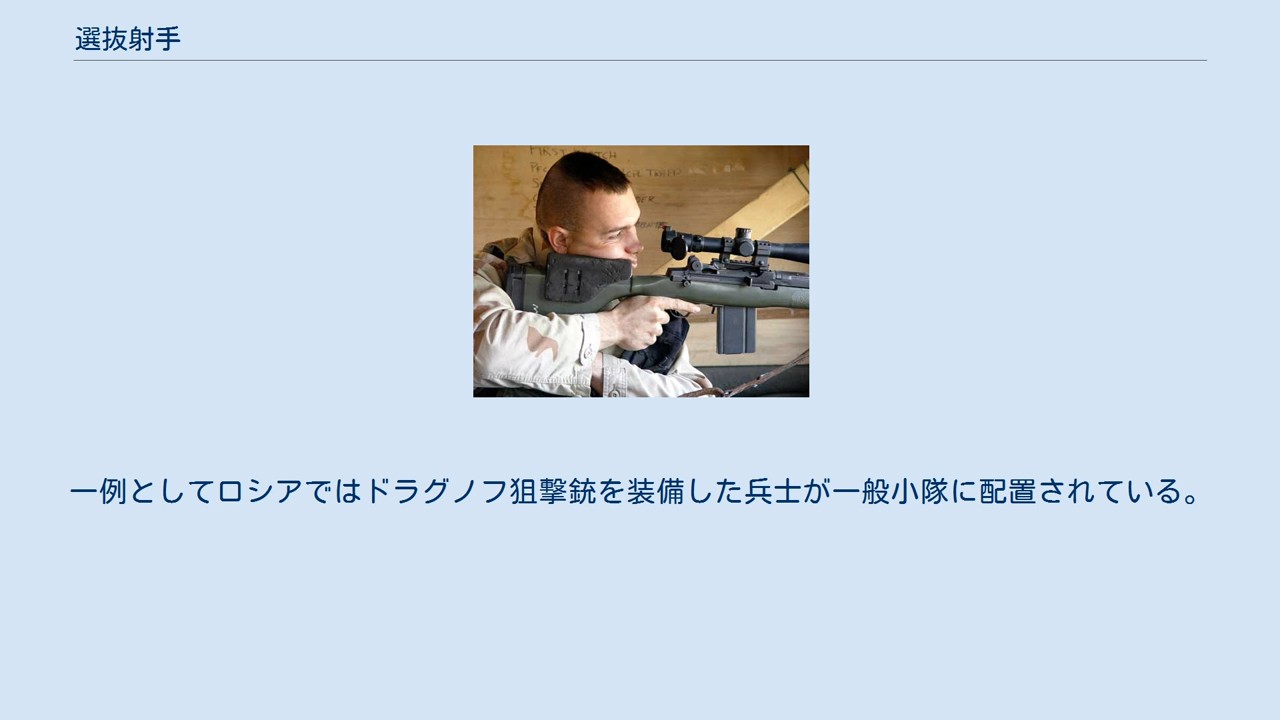 選抜射手
FIRST
一例としてロシアではドラグノフ狙撃銃を装備した兵士が一般小隊に配置されている。